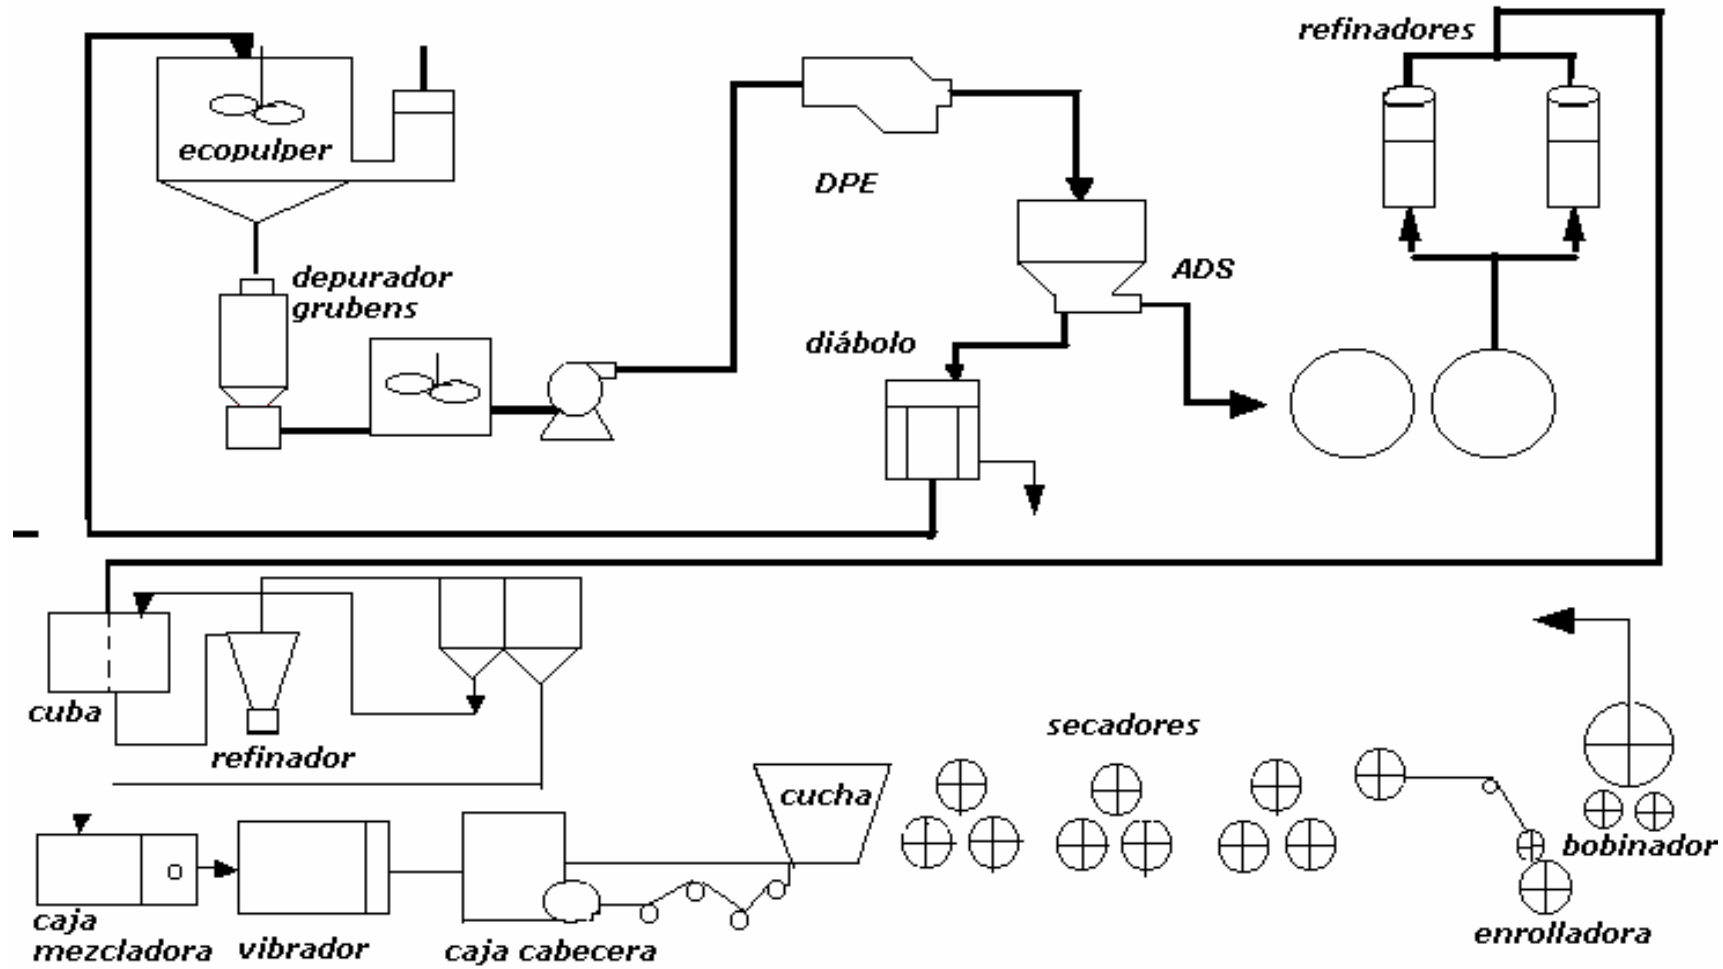 refinadores
ecopulper
DPE
depurador
grubens
ADS
diábolo
cuba
refinador
secadores
cucha
bobinador
caja
mezcladora
vibrador
caja cabecera
enrolladora